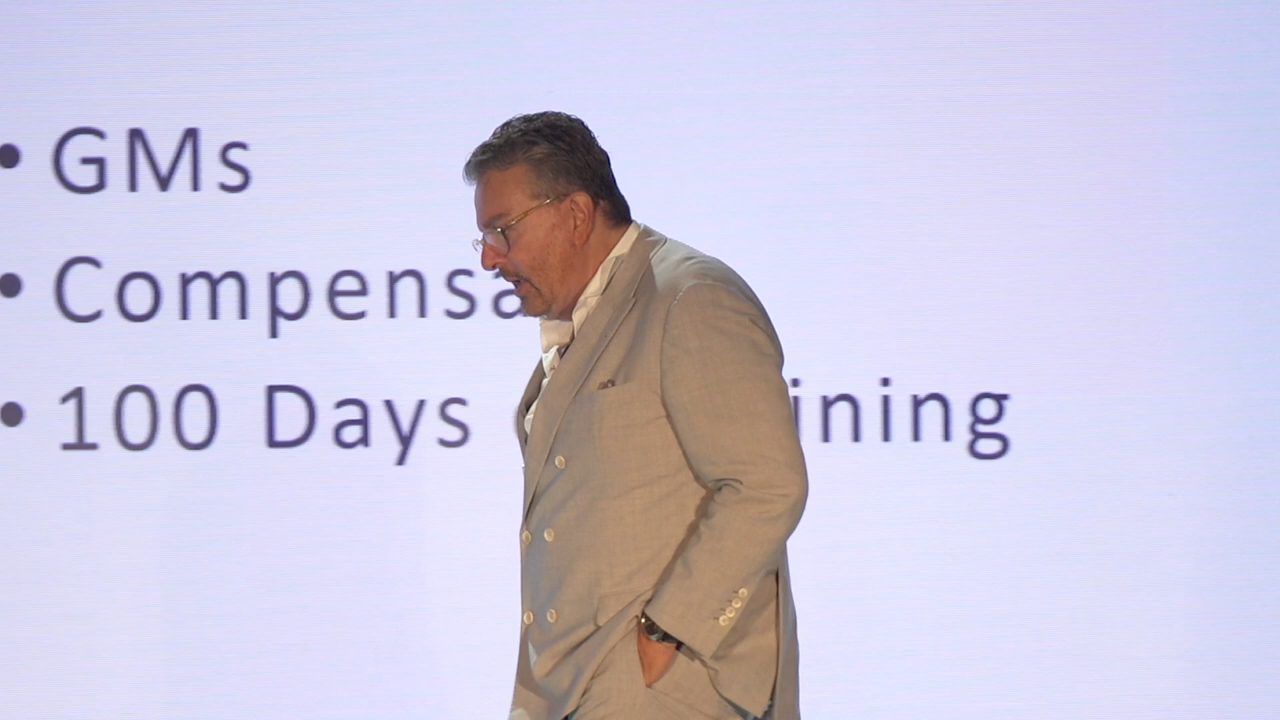 • GMs
• Compensa
• 100 Days ining